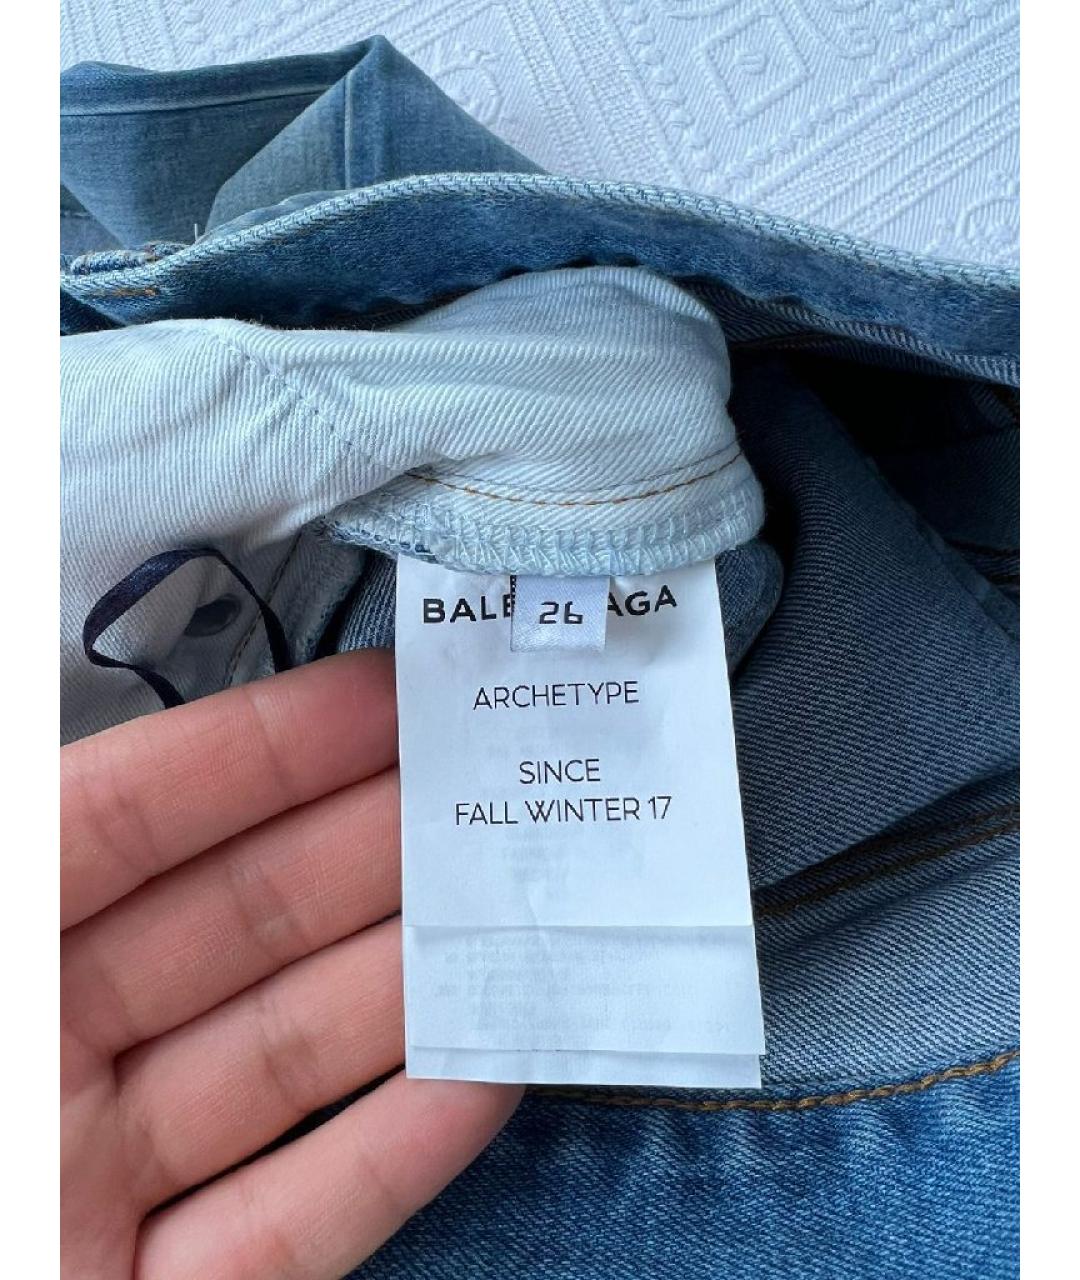 BALE AGA
26
ARCHETYPE
SINCE
FALL WINTER 17